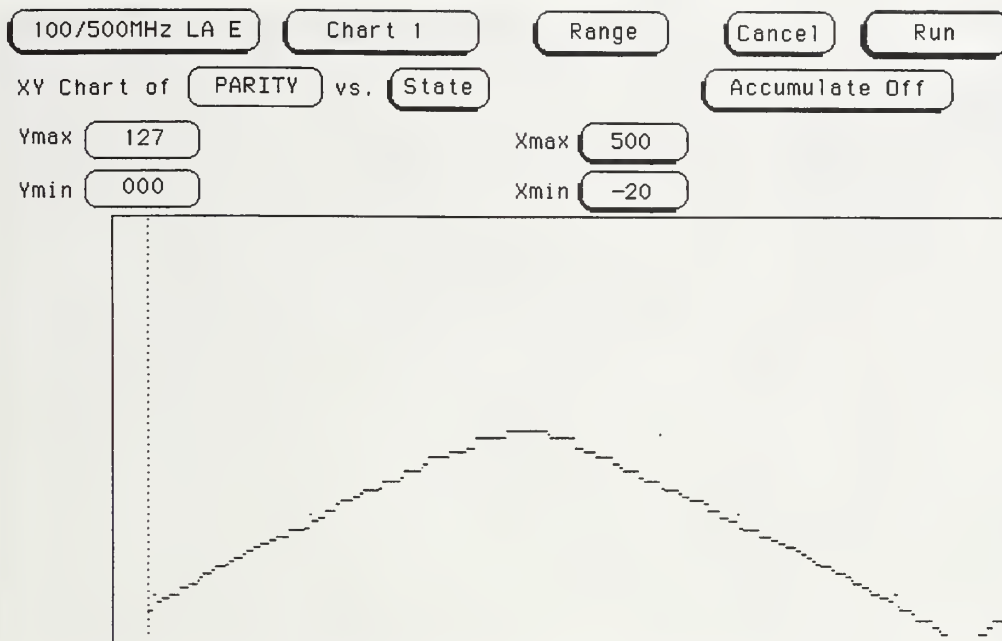 100/500MHz LA E Chart 1 Range Cancel Run
XY Chart of PARITY vs. State Accumulate Off
Ymax 127 Xmax 500
Ymin 000 Xmin -20